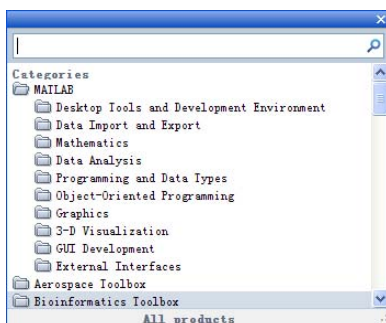 Categories
MATLAB
Desktop Tools and Development Environment
Data Import and Export
Mathematics
Data Analysis
Programming and Data Types
Object-Oriented Programming
Graphics
3-D Visualization
GUI Development
External Interfaces
Aerospace Toolbox
Bioinformatics Toolbox
All products